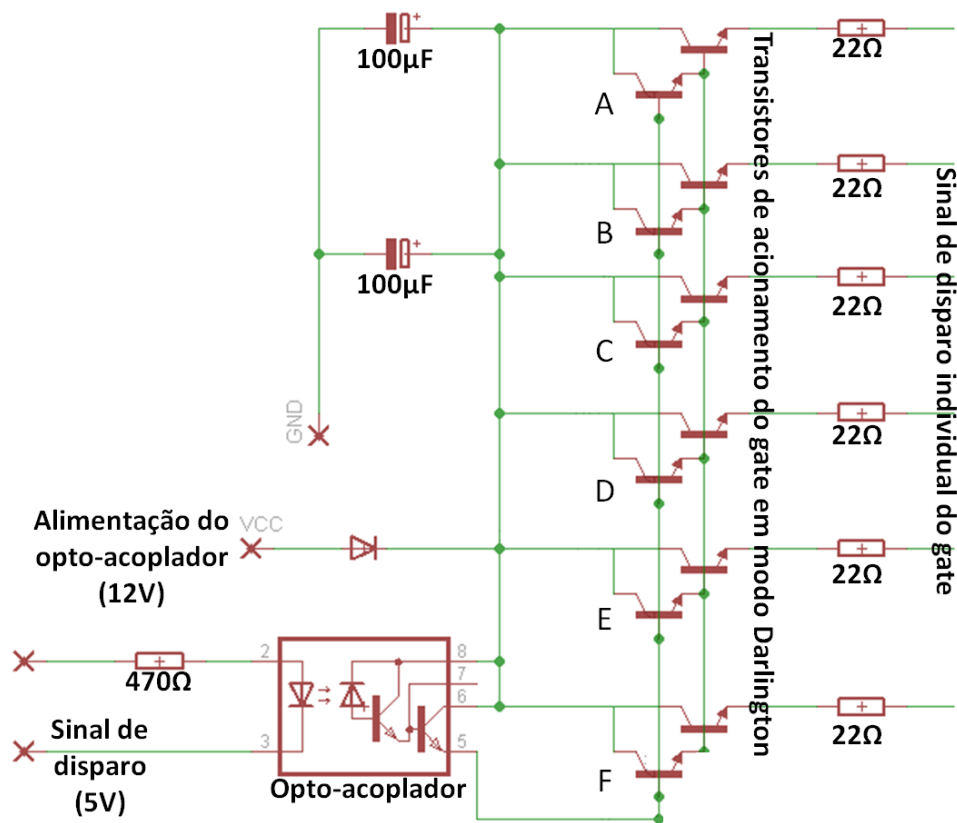 100µF
22Ω
A
22Ω
B
100µF
22Ω
C
GND
22Ω
D
Alimentação do
opto-acoplador
(12V)
VCC
22Ω
E
470Ω
2
8
7
6
3
5
Sinal de
disparo
(5V)
Opto-acoplador
22Ω
F
Transistores de acionamento do gate em modo Darlington
Sinal de disparo individual do gate